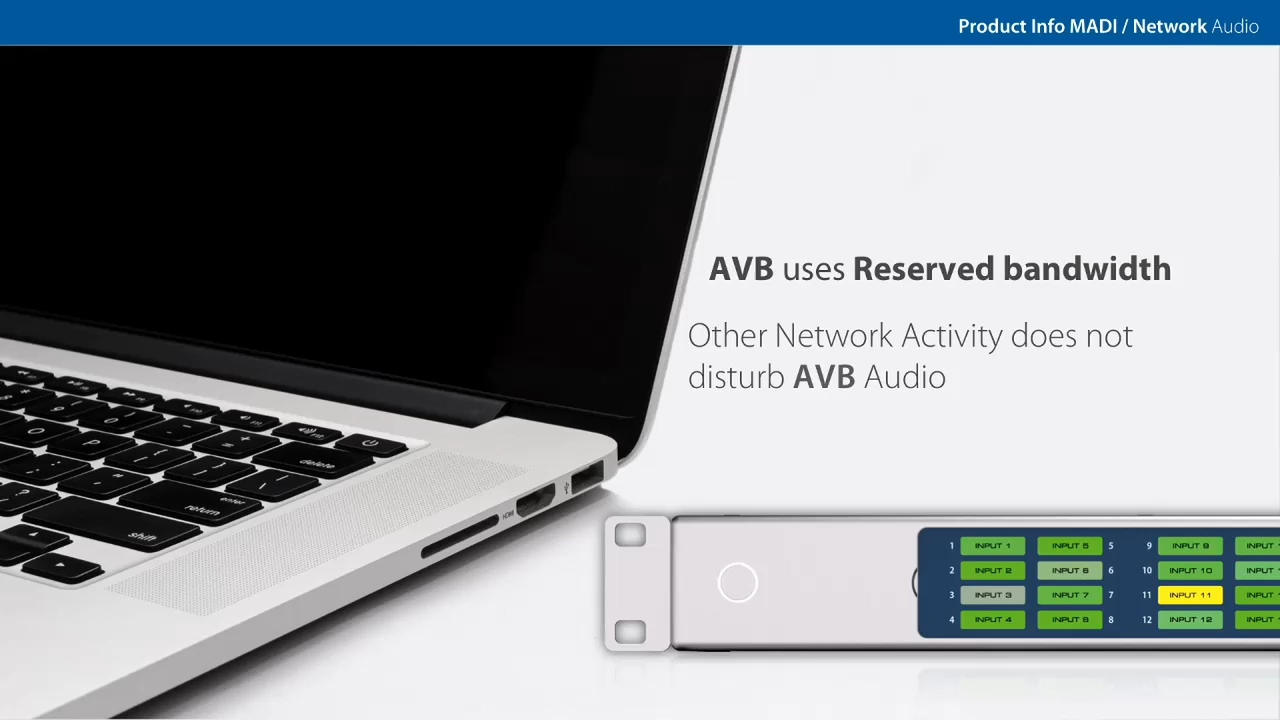 Product Info MADI / Network Audio
AVB uses Reserved bandwidth
Other Network Activity does not
disturb AVB Audio
delete
enter
return
shift
HDMI
1 INPUT 1 INPUT 5 5 9 INPUT 9
2 INPUT 2 INPUT 6 6 10 INPUT 10
3 INPUT 3 INPUT 7 7 11 INPUT 11
4 INPUT 4 INPUT 8 8 12 INPUT 12